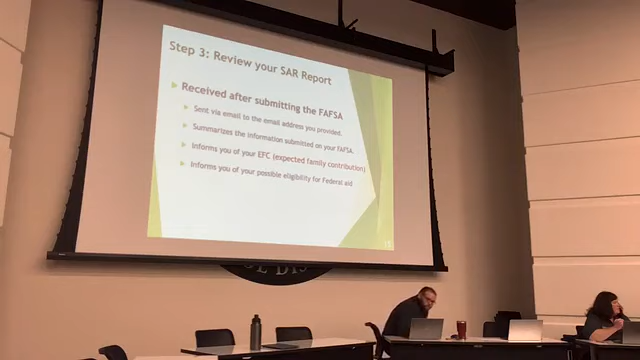 Step 3: Review your SAR Report
Received after submitting the FAFSA
Sent via email to the email address you provided.
Summarizes the information submitted on your FAFSA.
Informs you of your EFC (expected family contribution)
Informs you of your possible eligibility for Federal aid